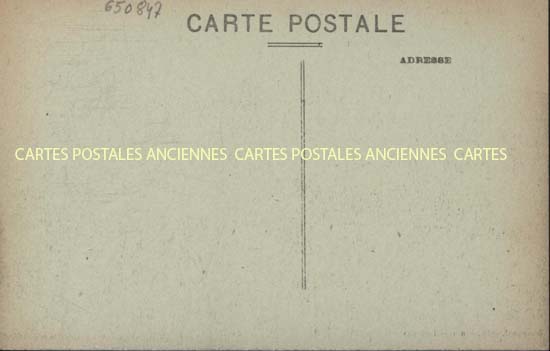 650847
CARTE POSTALE
ADRESSE
CARTES POSTALES ANCIENNES CARTES POSTALES ANCIENNES CARTES